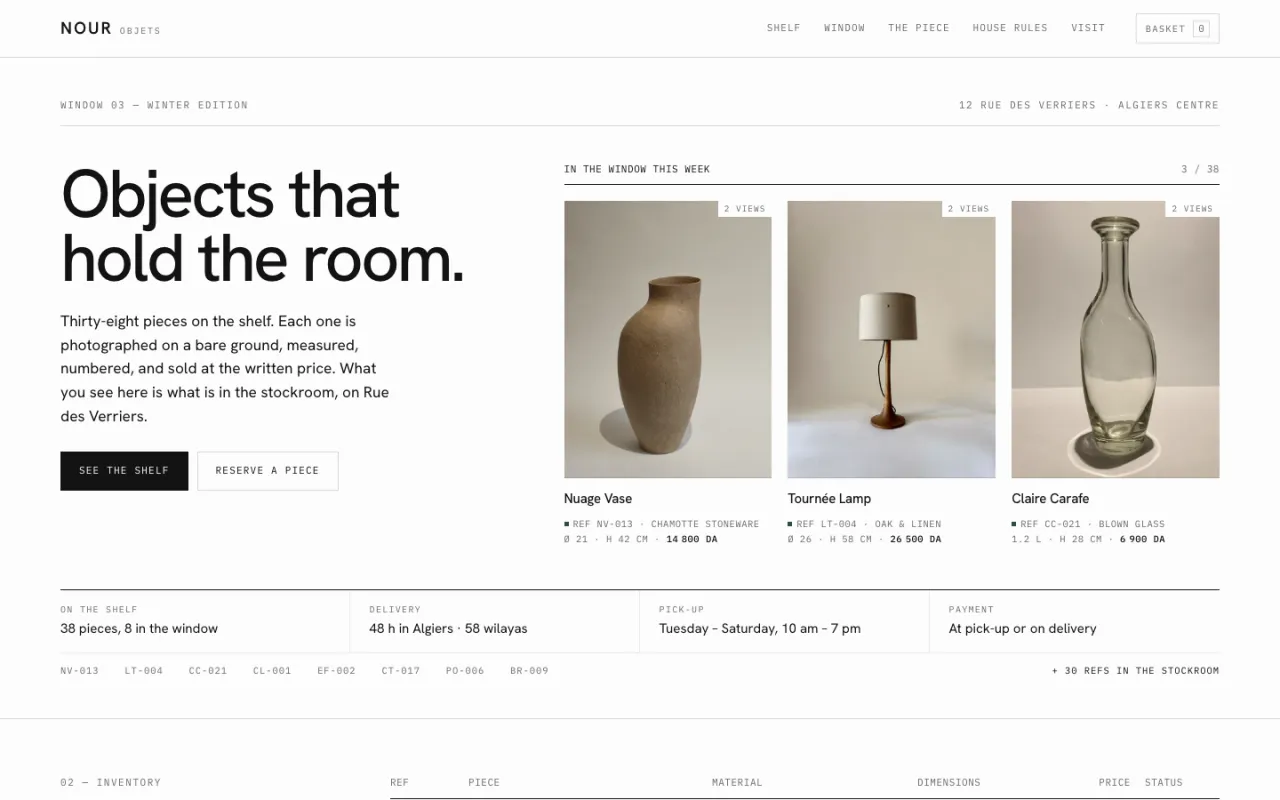 NOUR OBJETS
SHELF WINDOW THE PIECE HOUSE RULES VISIT BASKET 0
WINDOW 03 — WINTER EDITION
12 RUE DES VERRIERS · ALGIERS CENTRE
Objects that
hold the room.
Thirty-eight pieces on the shelf. Each one is
photographed on a bare ground, measured,
numbered, and sold at the written price. What
you see here is what is in the stockroom, on Rue
des Verriers.
SEE THE SHELF
RESERVE A PIECE
IN THE WINDOW THIS WEEK
3 / 38
2 VIEWS
2 VIEWS
2 VIEWS
Nuage Vase
REF NV-013 · CHAMOTTE STONEWARE
Ø 21 · H 42 CM · 14 800 DA
Tournée Lamp
REF LT-004 · OAK & LINEN
Ø 26 · H 58 CM · 26 500 DA
Claire Carafe
REF CC-021 · BLOWN GLASS
1.2 L · H 28 CM · 6 900 DA
ON THE SHELF
38 pieces, 8 in the window
DELIVERY
48 h in Algiers · 58 wilayas
PICK-UP
Tuesday – Saturday, 10 am – 7 pm
PAYMENT
At pick-up or on delivery
NV-013 LT-004 CC-021 CL-001 EF-002 CT-017 PO-006 BR-009
+ 30 REFS IN THE STOCKROOM
02 — INVENTORY
REF PIECE MATERIAL DIMENSIONS PRICE STATUS